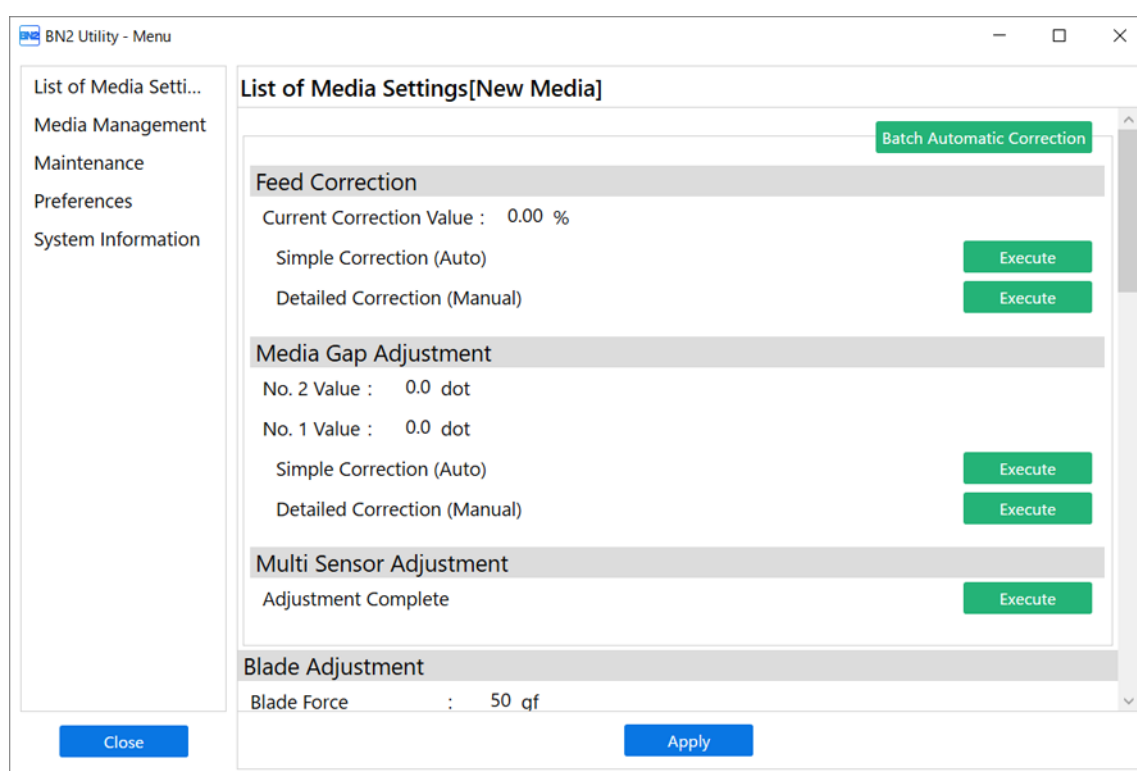 BN2 BN2 Utility - Menu
List of Media Setti...
Media Management
Maintenance
Preferences
System Information
Close
List of Media Settings[New Media]
Batch Automatic Correction
Feed Correction
Current Correction Value : 0.00 %
Simple Correction (Auto) Execute
Detailed Correction (Manual) Execute
Media Gap Adjustment
No. 2 Value : 0.0 dot
No. 1 Value : 0.0 dot
Simple Correction (Auto) Execute
Detailed Correction (Manual) Execute
Multi Sensor Adjustment
Adjustment Complete Execute
Blade Adjustment
Blade Force : 50 gf
Apply